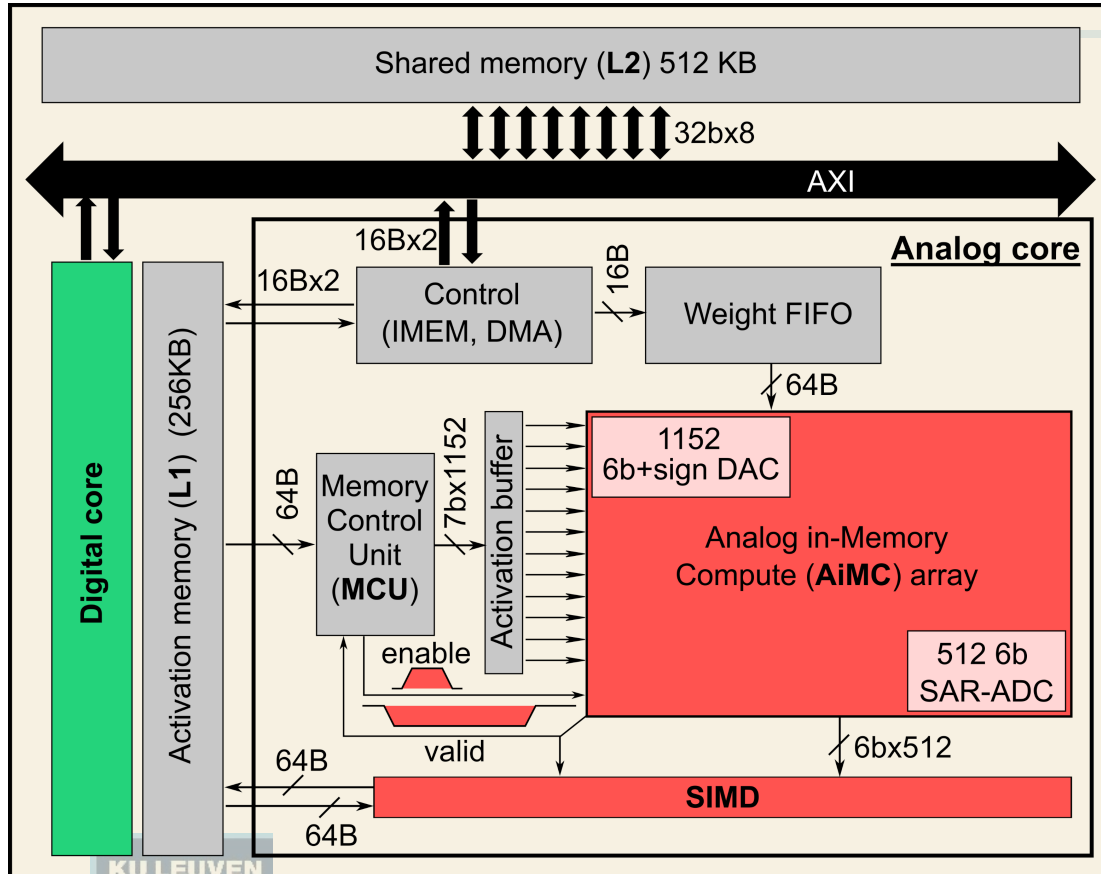 Shared memory (L2) 512 KB
32bx8
AXI
Analog core
16Bx2
16Bx2
Control
(IMEM, DMA)
16B
Weight FIFO
64B
Digital core
Activation memory (L1) (256KB)
64B
Memory
Control
Unit
(MCU)
7bx1152
Activation buffer
1152
6b+sign DAC
Analog in-Memory
Compute (AiMC) array
512 6b
SAR-ADC
enable
valid
6bx512
64B
64B
SIMD
KU LEUVEN